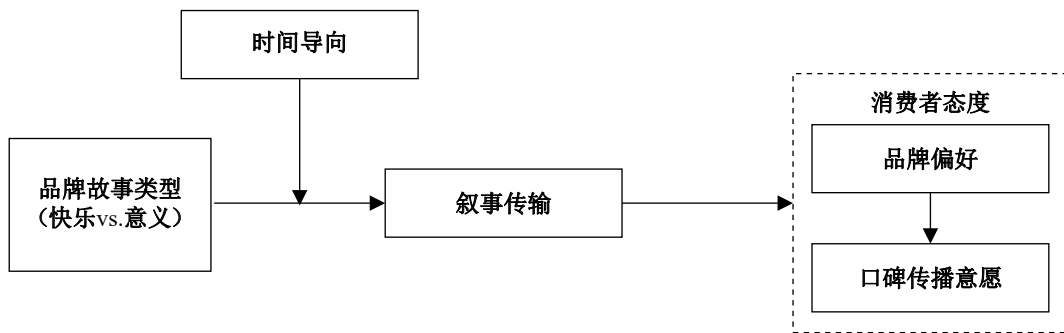 时间导向
消费者态度
品牌偏好
品牌故事类型
（快乐vs.意义）
叙事传输
口碑传播意愿